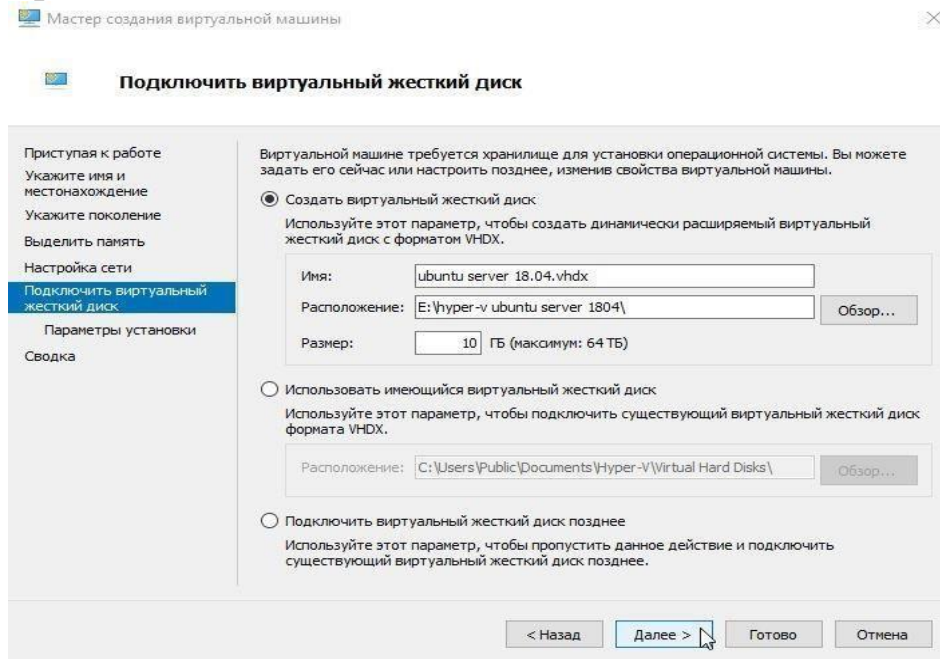 Мастер создания виртуальной машины
Подключить виртуальный жесткий диск
Приступая к работе
Укажите имя и
местонахождение
Укажите поколение
Выделить память
Настройка сети
Подключить виртуальный
жесткий диск
Параметры установки
Сводка
Виртуальной машине требуется хранилище для установки операционной системы. Вы можете
задать его сейчас или настроить позднее, изменив свойства виртуальной машины.
Создать виртуальный жесткий диск
Используйте этот параметр, чтобы создать динамически расширяемый виртуальный
жесткий диск с форматом VHDX.
Имя: ubuntu server 18.04.vhdx
Расположение: E:\hyper-v ubuntu server 1804\ Обзор...
Размер: 10 ГБ (максимум: 64 ТБ)
Использовать имеющийся виртуальный жесткий диск
Используйте этот параметр, чтобы подключить существующий виртуальный жесткий диск
формата VHDX.
Расположение: C:\Users\Public\Documents\Hyper-V\Virtual Hard Disks\ Обзор...
Подключить виртуальный жесткий диск позднее
Используйте этот параметр, чтобы пропустить данное действие и подключить
существующий виртуальный жесткий диск позднее.
< Назад Далее > Готово Отмена